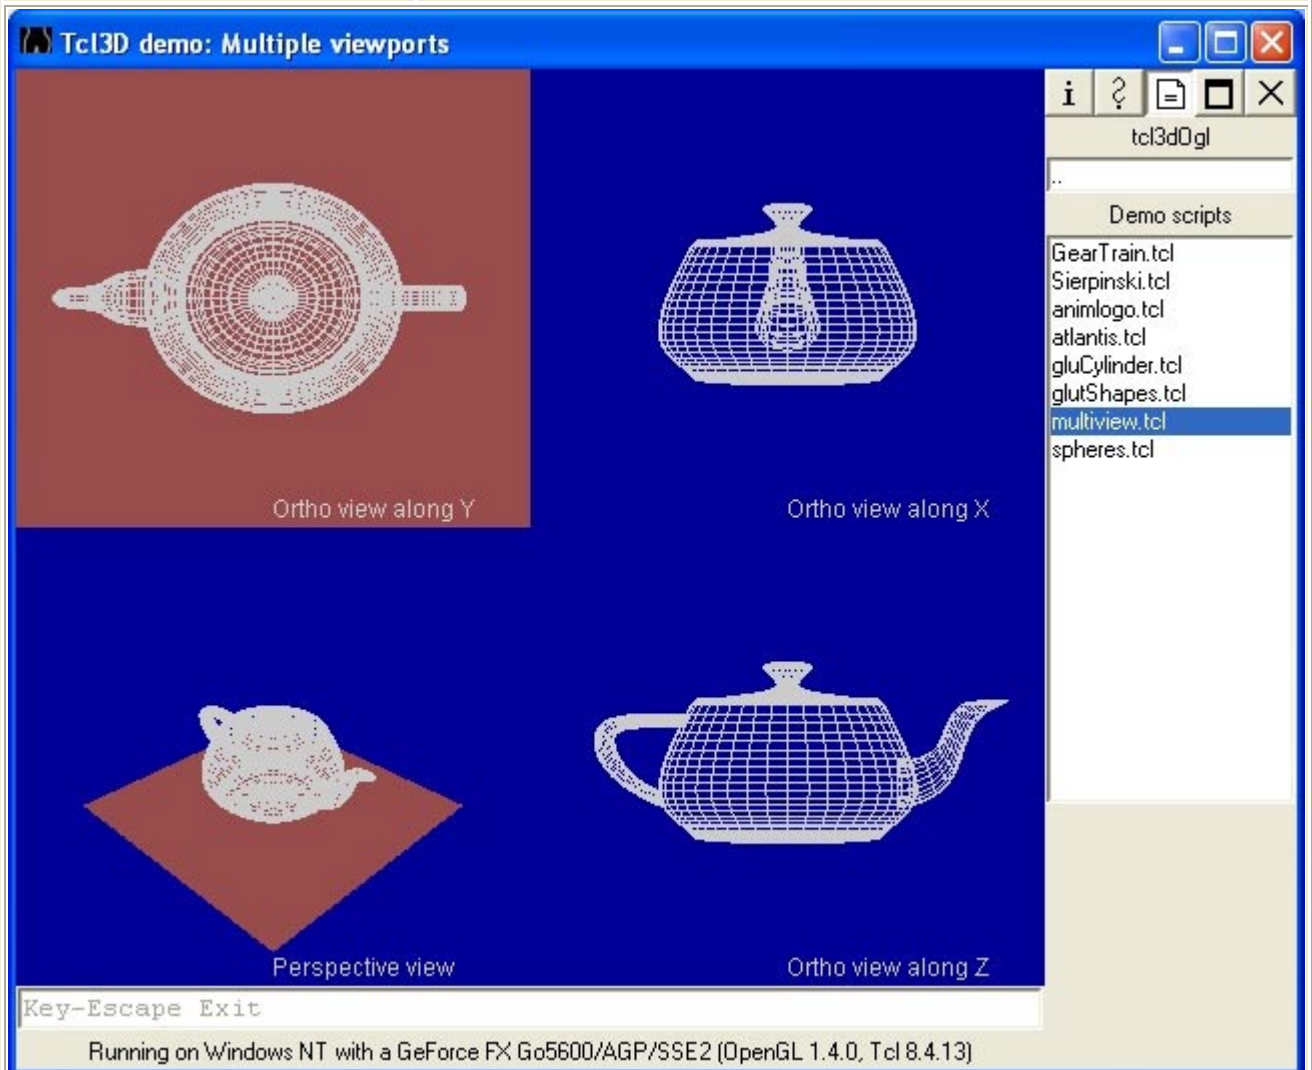 Tcl3D demo: Multiple viewports
i ?
tcl3dOgl
..
Demo scripts
GearTrain.tcl
Sierpinski.tcl
animlogo.tcl
atlantis.tcl
gluCylinder.tcl
glutShapes.tcl
multiview.tcl
spheres.tcl
Ortho view along Y
Ortho view along X
Perspective view
Ortho view along Z
Key-Escape Exit
Running on Windows NT with a GeForce FX Go5600/AGP/SSE2 (OpenGL 1.4.0, Tcl 8.4.13)